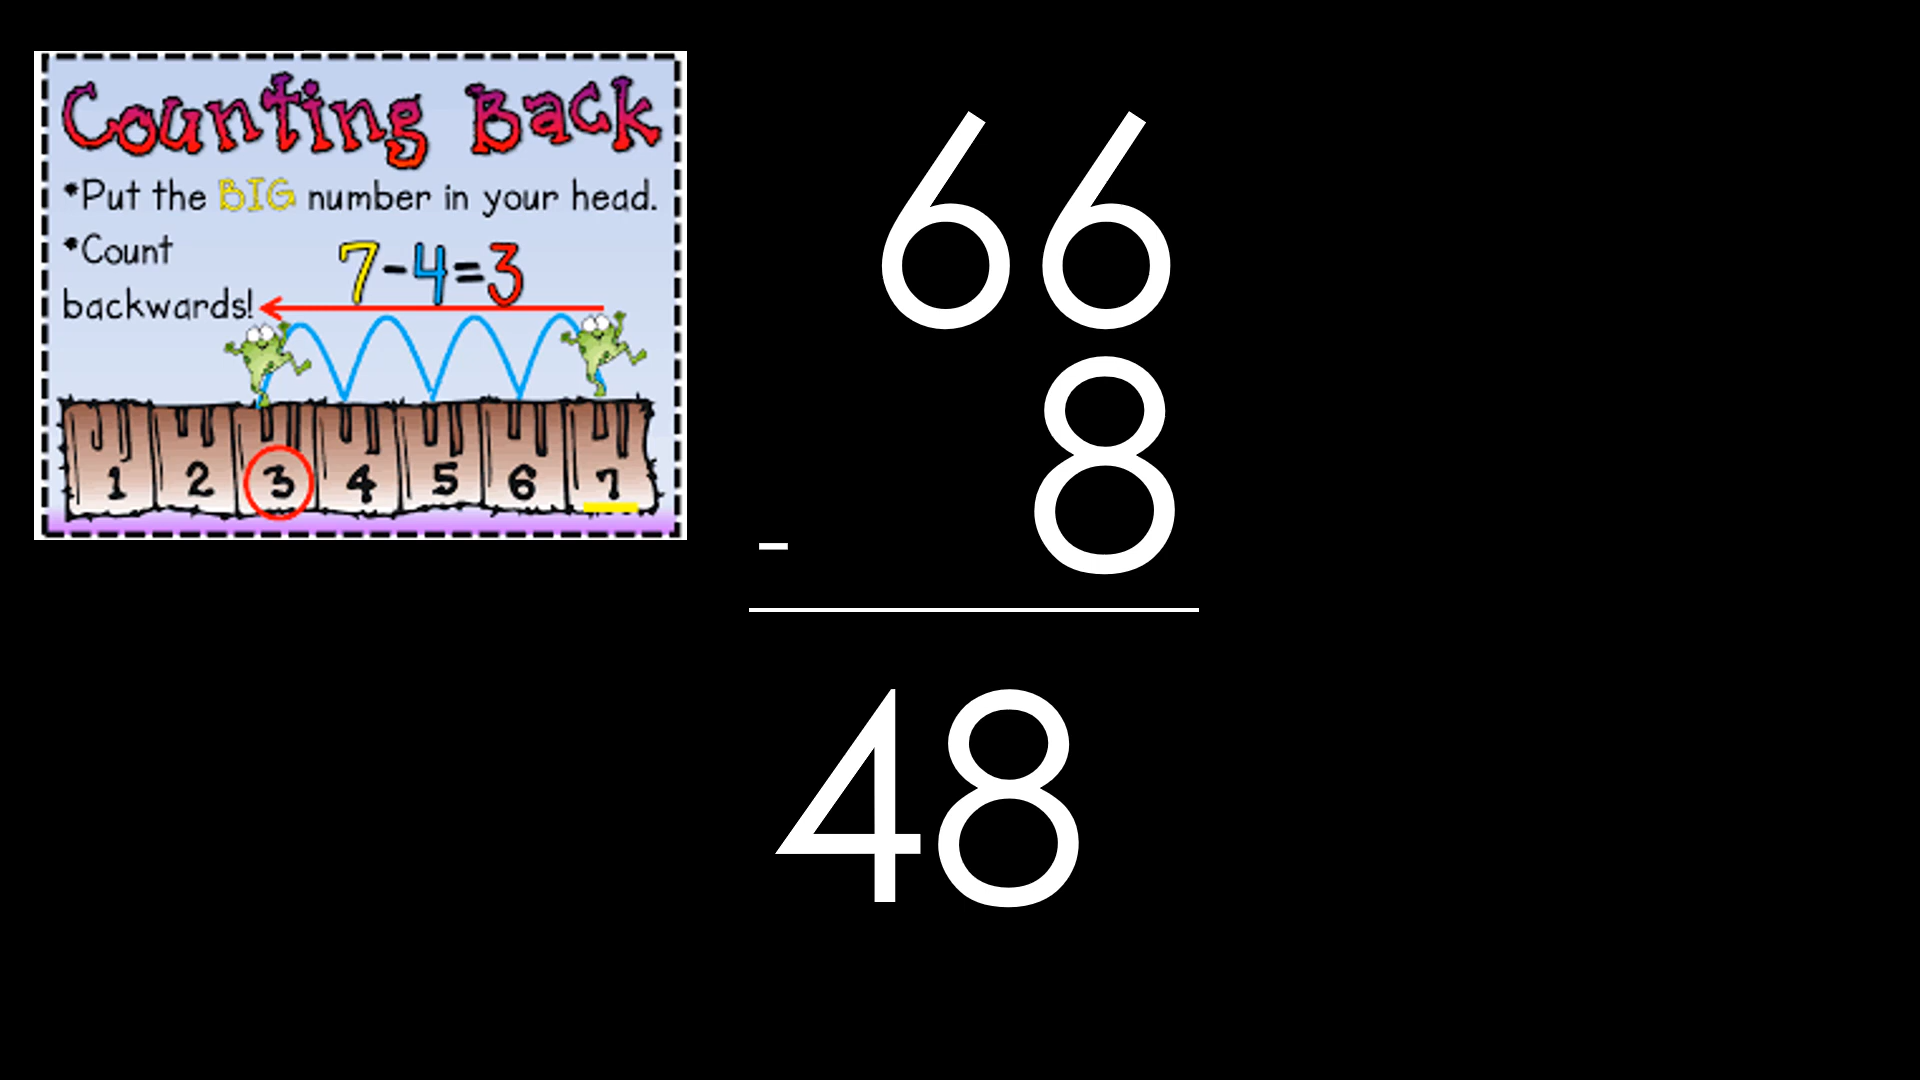 Counting Back
*Put the BIG number in your head.
*Count
backwards!
7-4=3
1 2 3 4 5 6 7
66
8
-
48